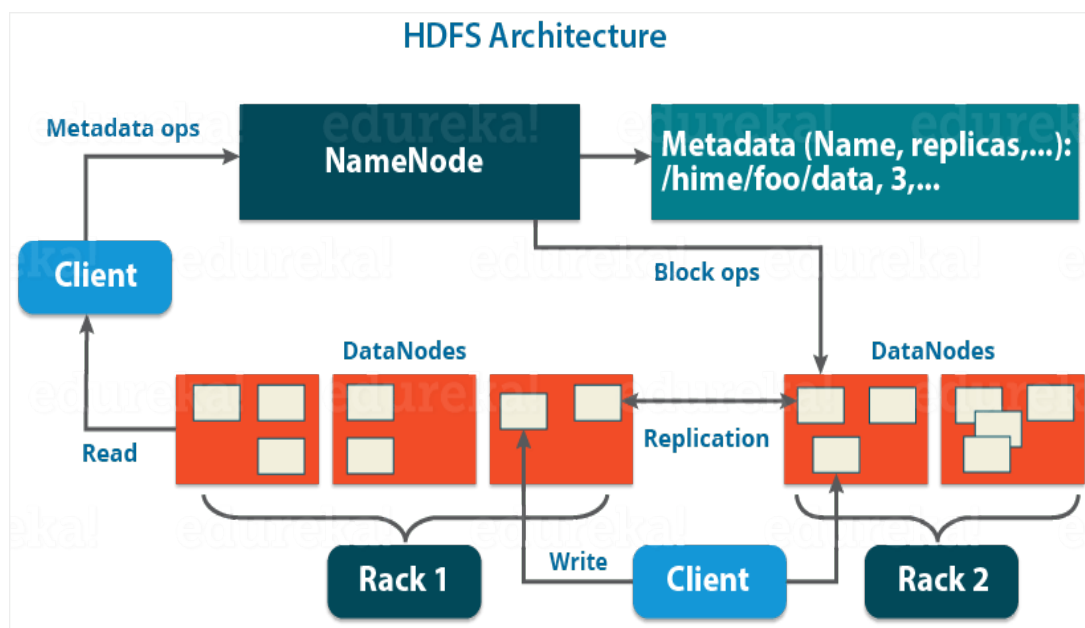 HDFS Architecture
Metadata ops
NameNode
Metadata (Name, replicas,...):
/hime/foo/data, 3,...
Client
Block ops
DataNodes
DataNodes
Read
Replication
Write
Rack 1
Client
Rack 2
edureka!